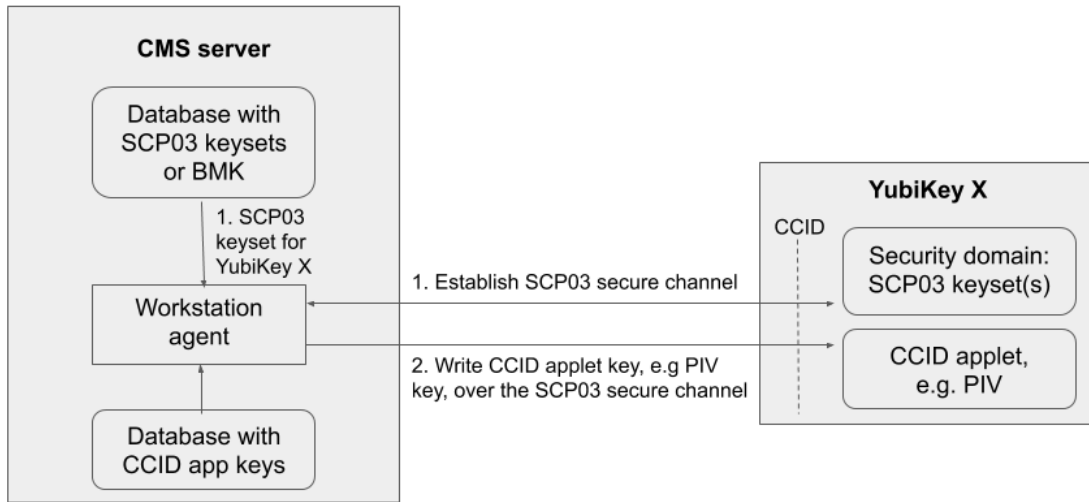 CMS server
Database with
SCP03 keysets
or BMK
1. SCP03
keyset for
YubiKey X
Workstation
agent
Database with
CCID app keys
1. Establish SCP03 secure channel
2. Write CCID applet key, e.g PIV
key, over the SCP03 secure channel
YubiKey X
CCID
Security domain:
SCP03 keyset(s)
CCID applet,
e.g. PIV